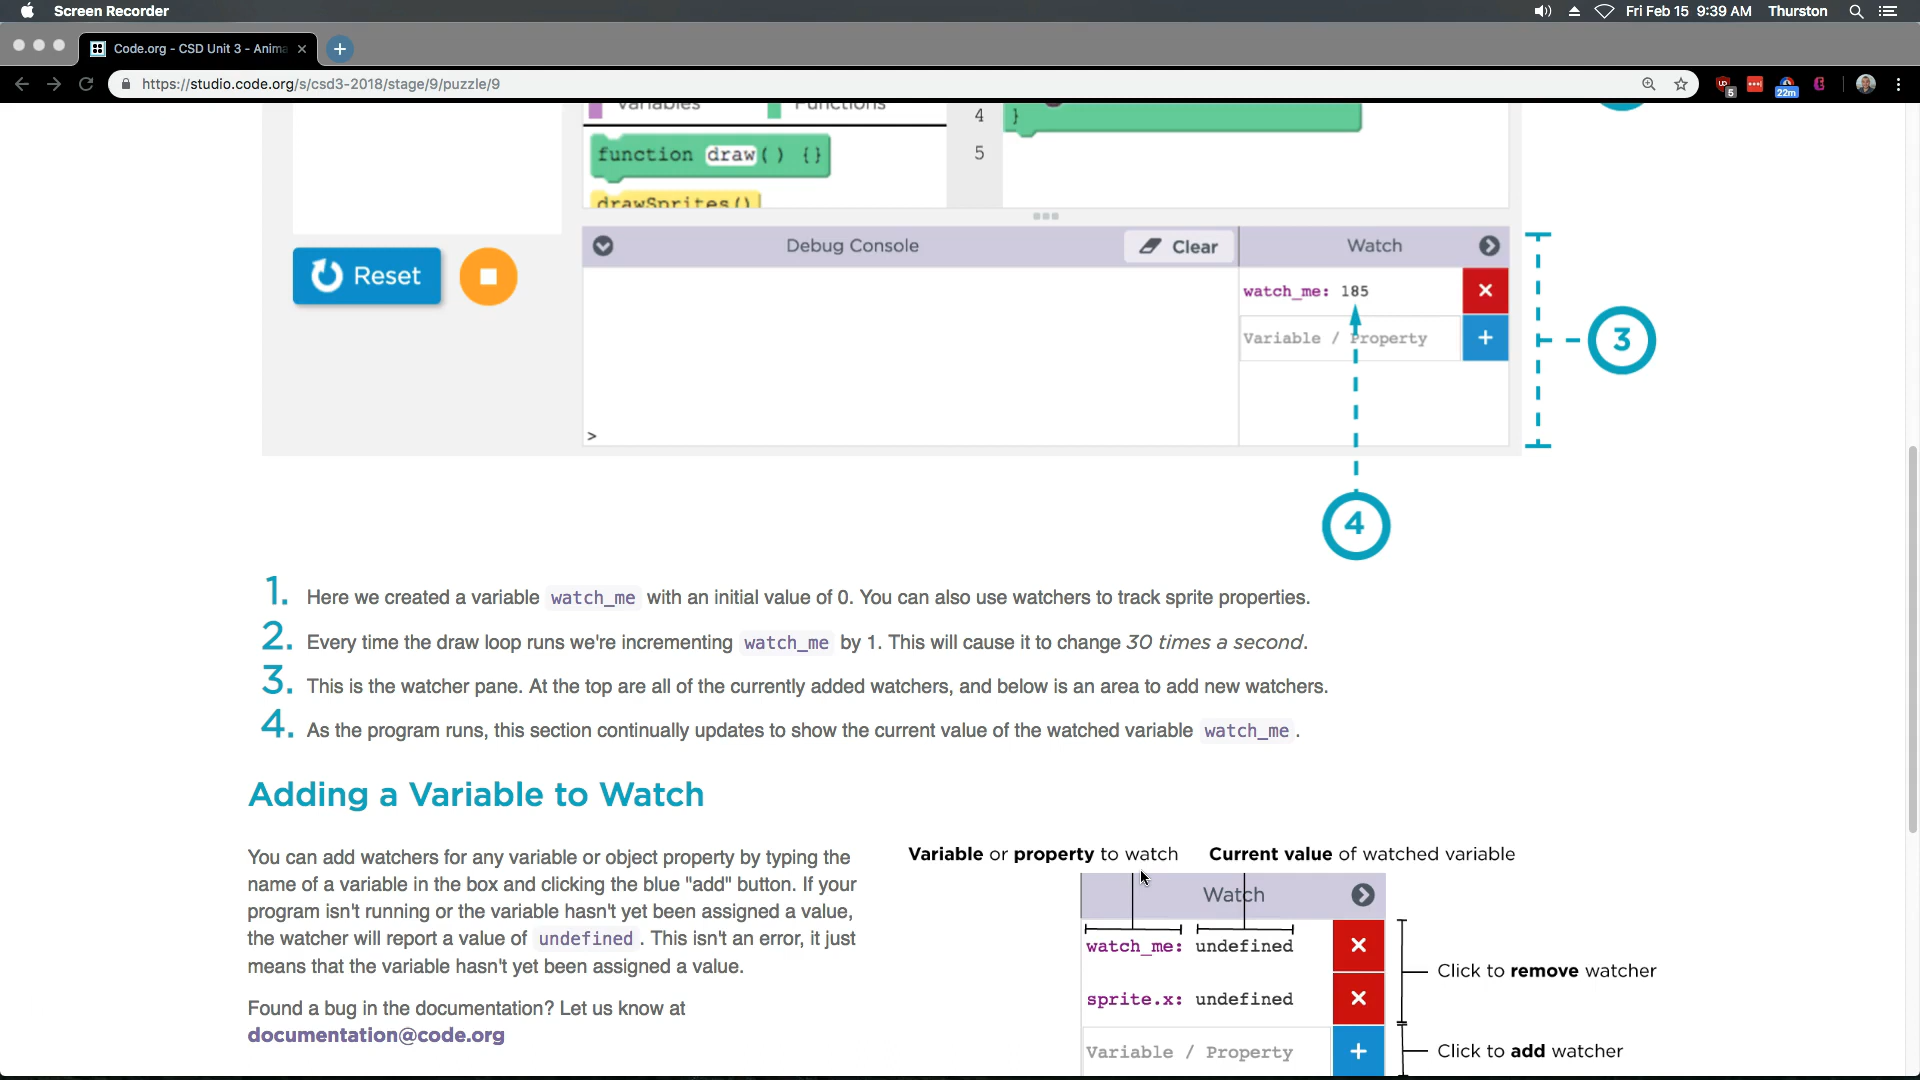 Screen Recorder
Fri Feb 15 9:39 AM Thurston
Code.org - CSD Unit 3 - Anima
https://studio.code.org/s/csd3-2018/stage/9/puzzle/9
5
22m
Variables Functions
4 }
function draw() {}
5
drawSprites()
Debug Console Clear Watch
Reset
watch_me: 185
Variable / Property
3
>
4
1. Here we created a variable watch_me with an initial value of 0. You can also use watchers to track sprite properties.
2. Every time the draw loop runs we're incrementing watch_me by 1. This will cause it to change 30 times a second.
3. This is the watcher pane. At the top are all of the currently added watchers, and below is an area to add new watchers.
4. As the program runs, this section continually updates to show the current value of the watched variable watch_me.
Adding a Variable to Watch
You can add watchers for any variable or object property by typing the
name of a variable in the box and clicking the blue "add" button. If your
program isn't running or the variable hasn't yet been assigned a value,
the watcher will report a value of undefined. This isn't an error, it just
means that the variable hasn't yet been assigned a value.
Found a bug in the documentation? Let us know at
documentation@code.org
Variable or property to watch Current value of watched variable
Watch
watch_me: undefined
Click to remove watcher
sprite.x: undefined
Variable / Property
Click to add watcher